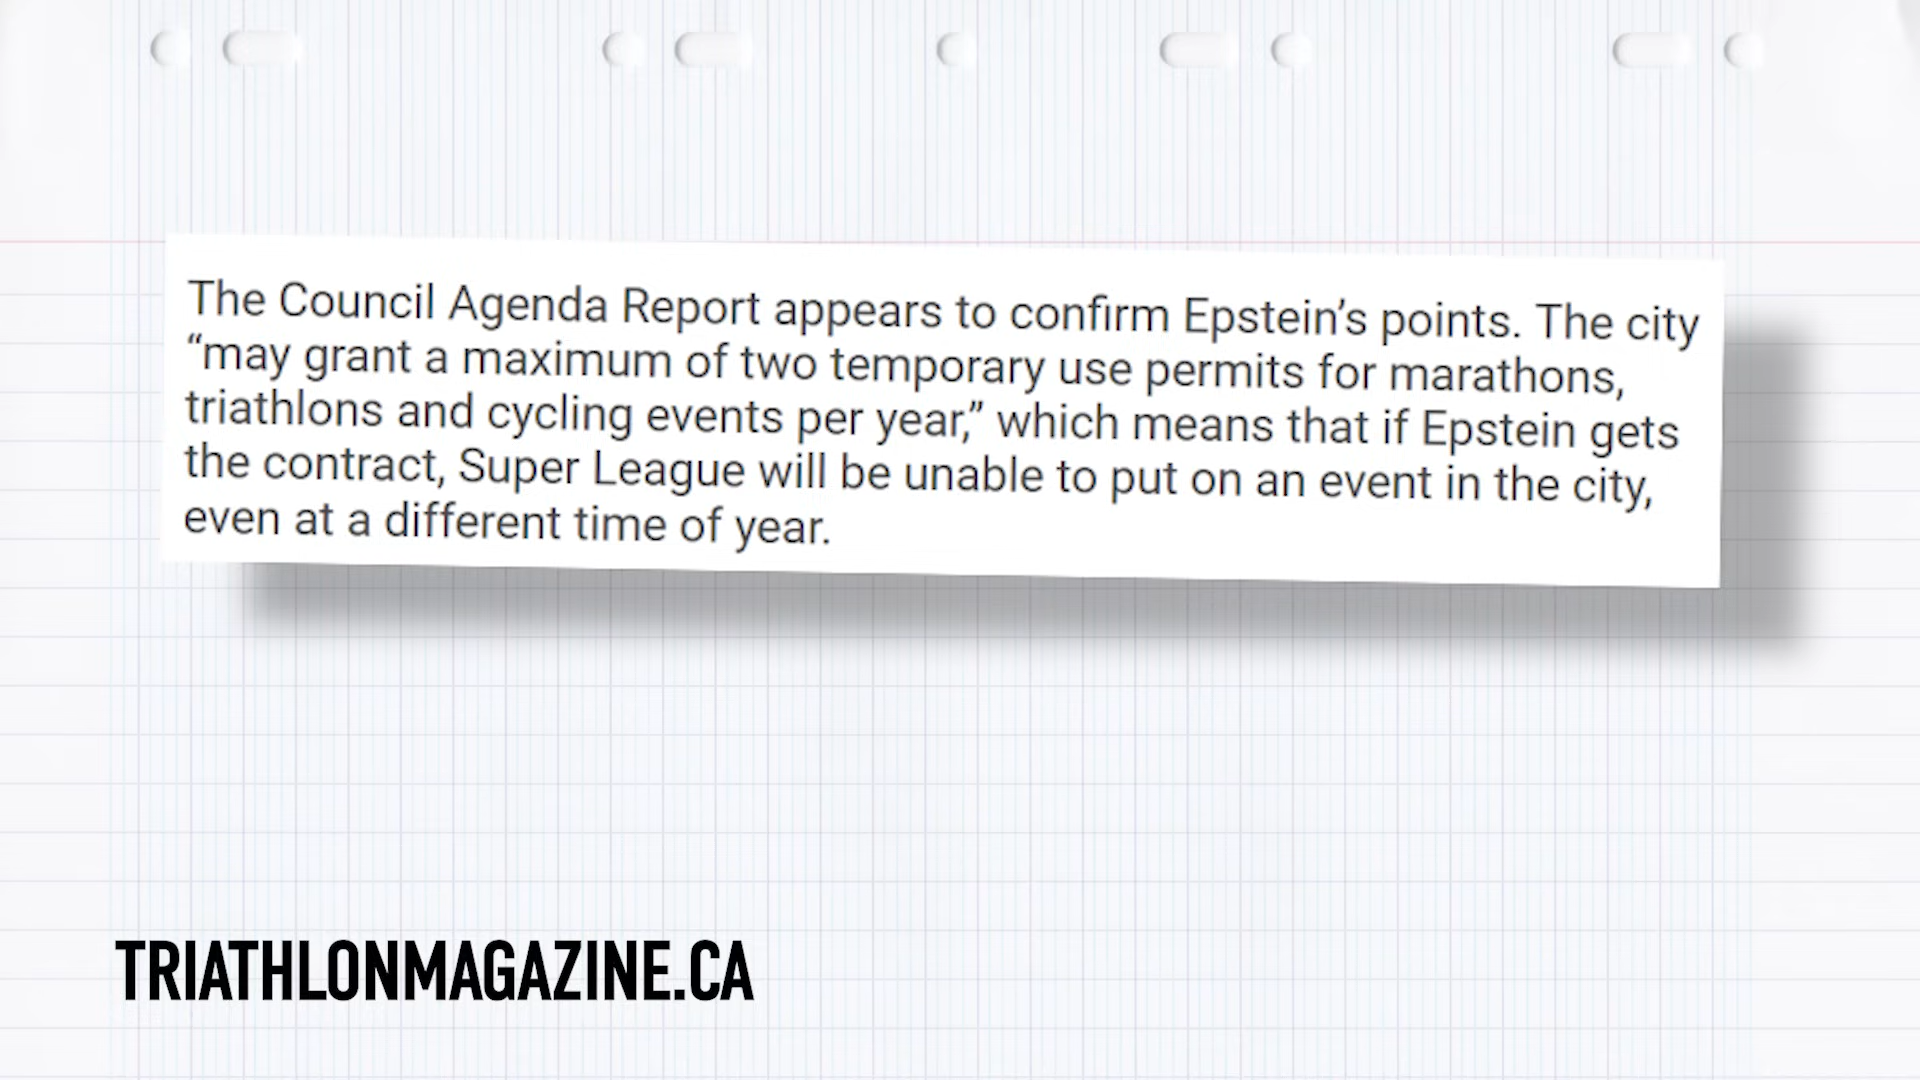 The Council Agenda Report appears to confirm Epstein’s points. The city
“may grant a maximum of two temporary use permits for marathons,
triathlons and cycling events per year,” which means that if Epstein gets
the contract, Super League will be unable to put on an event in the city,
even at a different time of year.
TRIATHLONMAGAZINE.CA